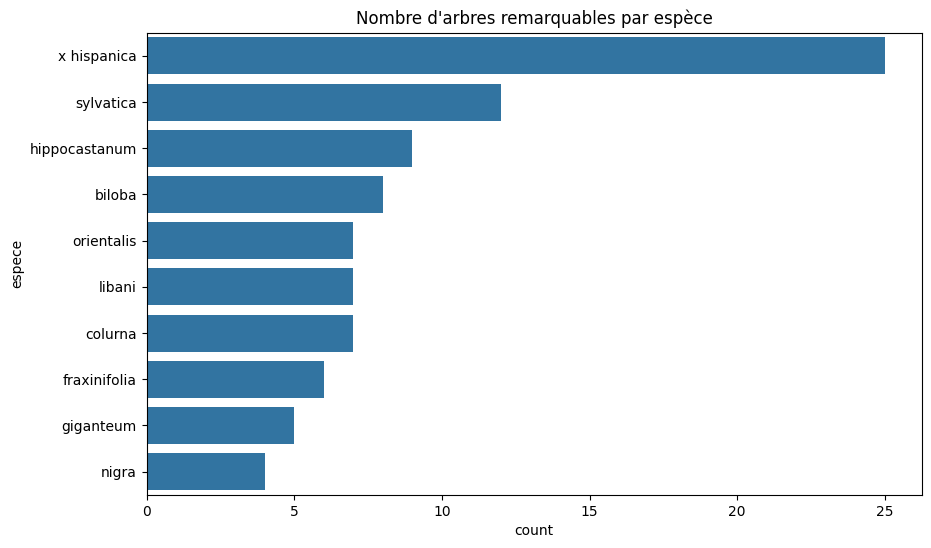 Nombre d'arbres remarquables par espèce
x hispanica
sylvatica
hippocastanum
biloba
orientalis
libani
colurna
fraxinifolia
giganteum
nigra
espece
0 5 10 15 20 25
count